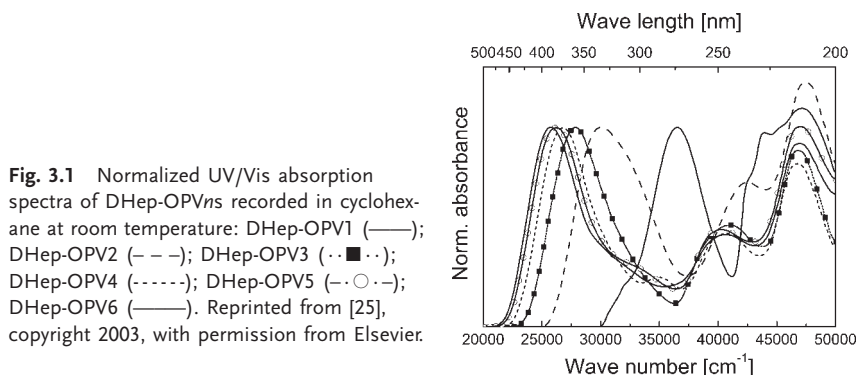 Fig. 3.1 Normalized UV/Vis absorption
spectra of DHep-OPVns recorded in cyclohex-
ane at room temperature: DHep-OPV1 (——);
DHep-OPV2 (– – –); DHep-OPV3 (··■··);
DHep-OPV4 (------); DHep-OPV5 (–·○·–);
DHep-OPV6 (———). Reprinted from [25],
copyright 2003, with permission from Elsevier.
Wave length [nm]
500 450 400 350 300 250 200
Norm. absorbance
20000 25000 30000 35000 40000 45000 50000
Wave number [cm⁻¹]